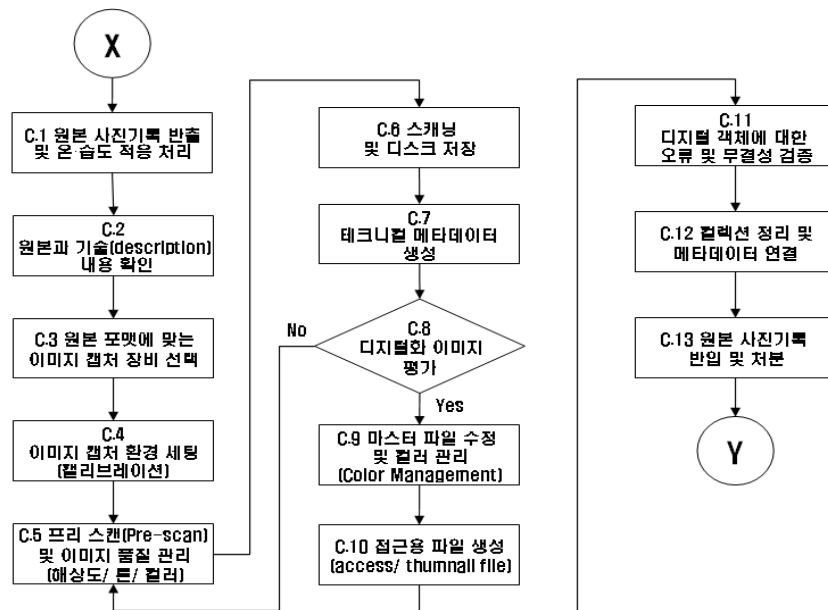 X
C.1 원본 사진기록 반출
및 온·습도 적응 처리
C.2
원본과 기술(description)
내용 확인
C.3 원본 포맷에 맞는
이미지 캡처 장비 선택
C.4
이미지 캡처 환경 세팅
(캘리브레이션)
C.5 프리 스캔(Pre-scan)
및 이미지 품질 관리
(해상도/ 톤/ 컬러)
C.6 스캐닝
및 디스크 저장
C.7
테크니컬 메타데이터
생성
No
C.8
디지털화 이미지
평가
Yes
C.9 마스터 파일 수정
및 컬러 관리
(Color Management)
C.10 접근용 파일 생성
(access/ thumnail file)
C.11
디지털 객체에 대한
오류 및 무결성 검증
C.12 컬렉션 정리 및
메타데이터 연결
C.13 원본 사진기록
반입 및 처분
Y